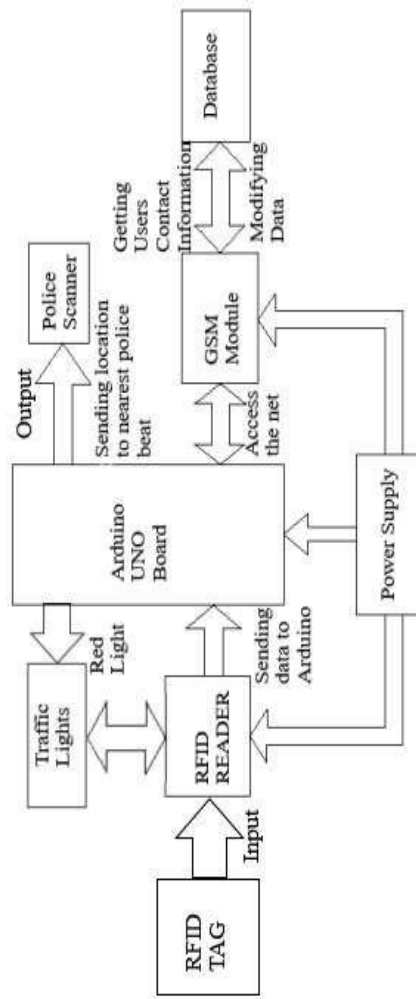 RFID
TAG
Input
Traffic
Lights
Red
Light
RFID
READER
Sending
data to
Arduino
Arduino
UNO
Board
Output
Sending location
to nearest police
beat
Police
Scanner
Access
the net
GSM
Module
Getting
Users
Contact
Information
Modifying
Data
Database
Power Supply